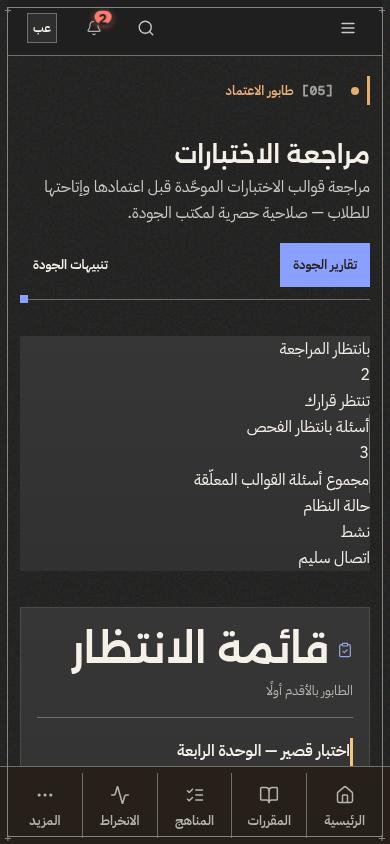 عب
2
[05] طابور الاعتماد
مراجعة الاختبارات
مراجعة قوالب الاختبارات الموحَّدة قبل اعتمادها وإتاحتها
للطلاب — صلاحية حصرية لمكتب الجودة.
تقارير الجودة
تنبيهات الجودة
بانتظار المراجعة
2
تنتظر قرارك
أسئلة بانتظار الفحص
3
مجموع أسئلة القوالب المعلّقة
حالة النظام
نشط
اتصال سليم
قائمة الانتظار
الطابور بالأقدم أولًا
اختبار قصير — الوحدة الرابعة
الرئيسية
المقررات
المناهج
الانخراط
المزيد